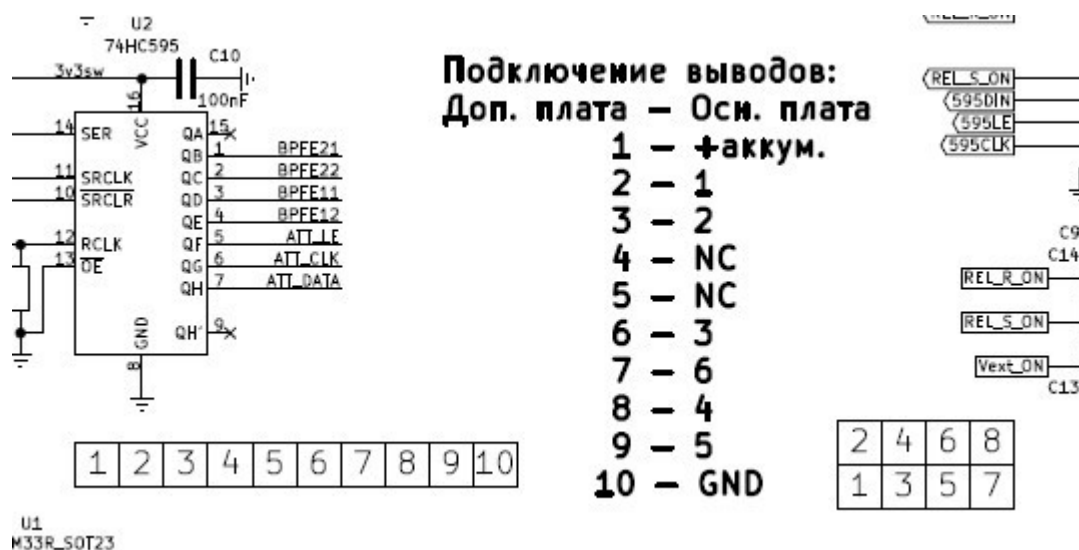 U2
74HC595
C10
3v3sw
100nF
16
VCC
14 SER
QA 15
QB 1 BPFE21
11 SRCLK
QC 2 BPFE22
10 SRCLR
QD 3 BPFE11
QE 4 BPFE12
12 RCLK
QF 5 ATT_LE
13 OE
QG 6 ATT_CLK
QH 7 ATT_DATA
GND
QH' 9
8
1 2 3 4 5 6 7 8 9 10
U1
M33R_SOT23
Подключение выводов:
Доп. плата – Осн. плата
1 – +аккум.
2 – 1
3 – 2
4 – NC
5 – NC
6 – 3
7 – 6
8 – 4
9 – 5
10 – GND
REL_S_ON
595DIN
595LE
595CLK
C9
C14
REL_R_ON
REL_S_ON
Vext_ON
C13
2 4 6 8
1 3 5 7